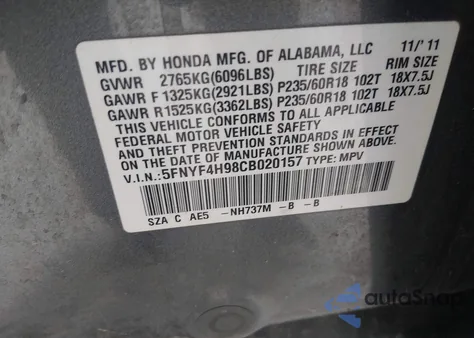 MFD. BY HONDA MFG. OF ALABAMA, LLC 11/'11
GVWR 2765KG(6096LBS) TIRE SIZE RIM SIZE
GAWR F 1325KG(2921LBS) P235/60R18 102T 18X7.5J
GAWR R 1525KG(3362LBS) P235/60R18 102T 18X7.5J
THIS VEHICLE CONFORMS TO ALL APPLICABLE
FEDERAL MOTOR VEHICLE SAFETY
AND THEFT PREVENTION STANDARDS IN EFFECT
ON THE DATE OF MANUFACTURE SHOWN ABOVE.
V.I.N.:5FNYF4H98CB020157 TYPE: MPV
SZA C AE5 -NH737M -B -B
autoSnap